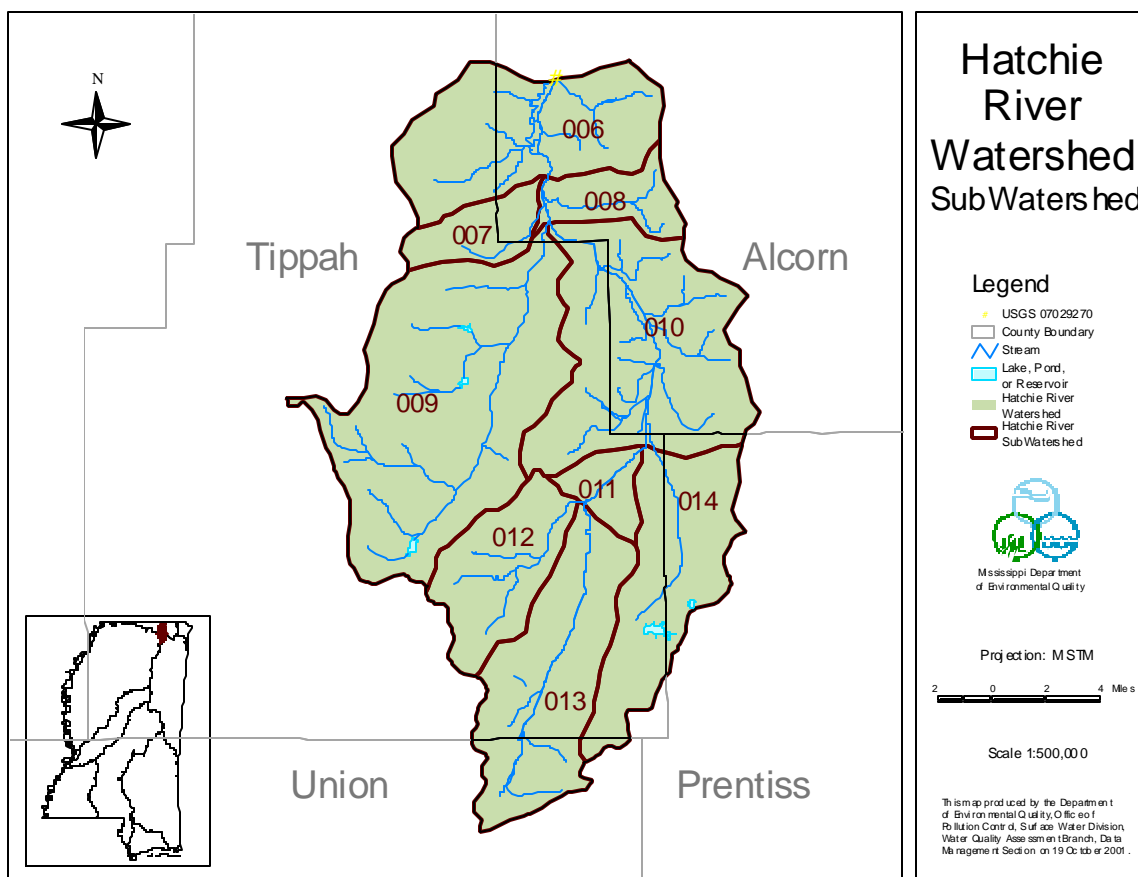 Hatchie
River
Watershed
SubWatershed
N
006
008
007
Tippah
Alcorn
010
009
011
014
012
013
Union
Prentiss
Legend
USGS 07029270
County Boundary
Stream
Lake, Pond,
or Reservoir
Hatchie River
Watershed
Hatchie River
SubWatershed
Mississippi Department
of Environmental Quality
Projection: MSTM
2 0 2 4 Miles
Scale 1:500,000
This map produced by the Department
of Environmental Quality, Office of
Pollution Control, Surface Water Division,
Water Quality Assessment Branch, Data
Management Section on 19 October 2001.